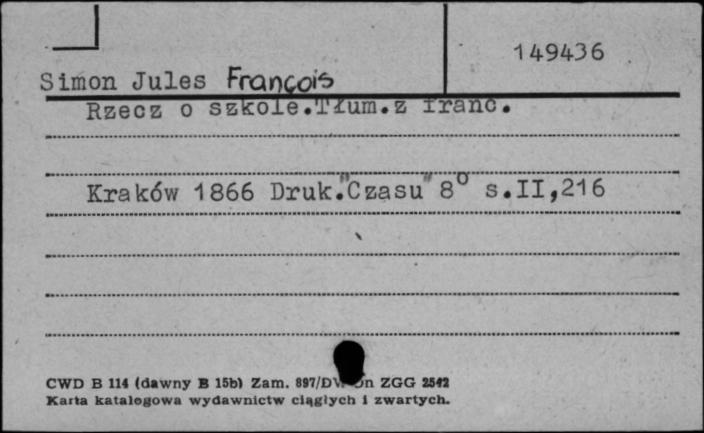 149436
Simon Jules François
Rzecz o szkole.Tłum.z franc.
Kraków 1866 Druk."Czasu" 8° s.II,216
CWD B 114 (dawny B 15b) Zam. 897/DW ZGG 2542
Karta katalogowa wydawnictw ciągłych i zwartych.